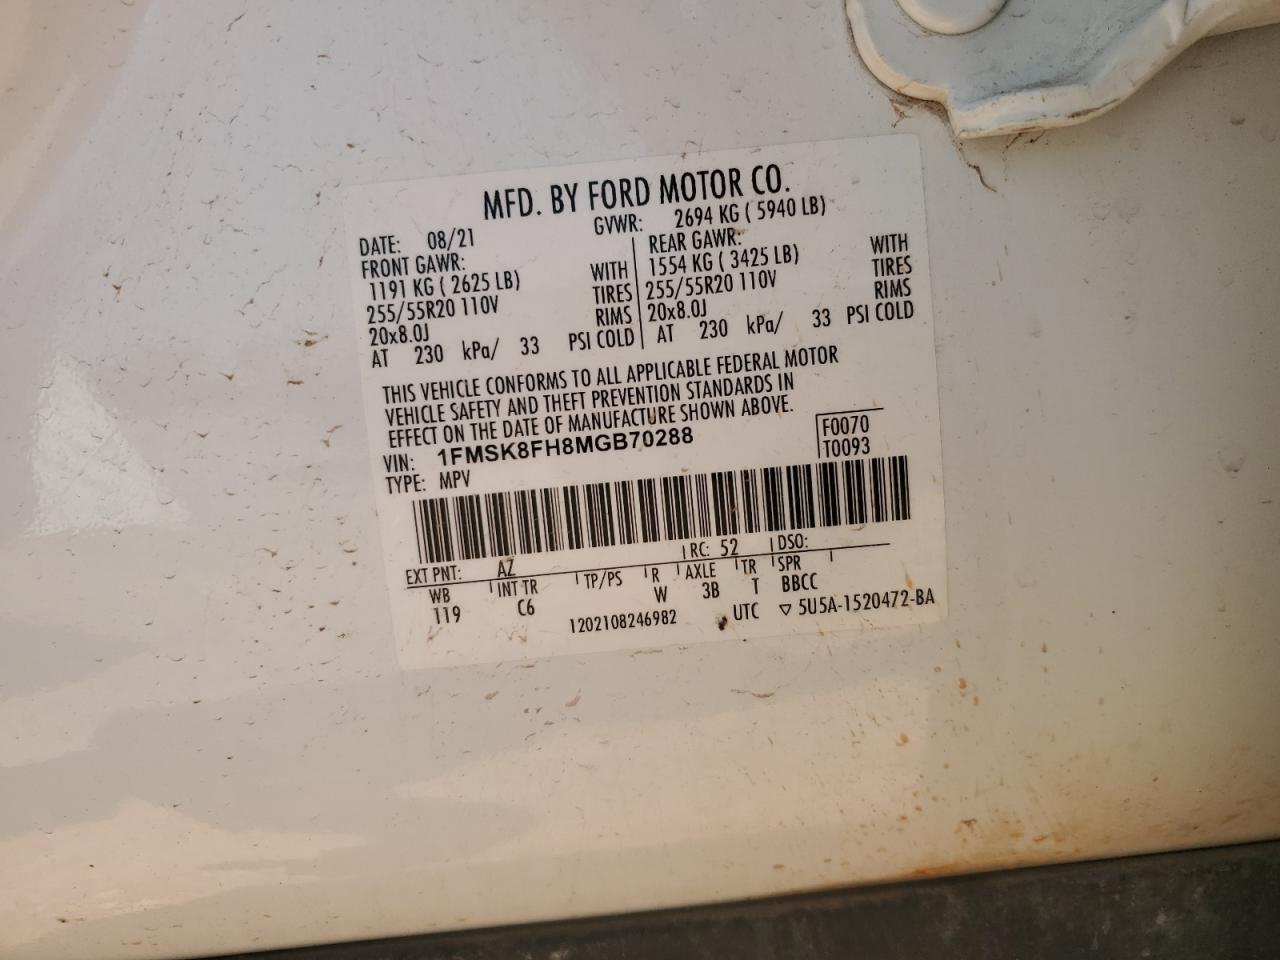 MFD. BY FORD MOTOR CO.
DATE: 08/21 GVWR: 2694 KG ( 5940 LB)
FRONT GAWR: REAR GAWR:
1191 KG ( 2625 LB) WITH 1554 KG ( 3425 LB) WITH
255/55R20 110V TIRES 255/55R20 110V TIRES
20x8.0J RIMS 20x8.0J RIMS
AT 230 kPa/ 33 PSI COLD AT 230 kPa/ 33 PSI COLD
THIS VEHICLE CONFORMS TO ALL APPLICABLE FEDERAL MOTOR
VEHICLE SAFETY AND THEFT PREVENTION STANDARDS IN
EFFECT ON THE DATE OF MANUFACTURE SHOWN ABOVE.
VIN: 1FMSK8FH8MGB70288 F0070
TYPE: MPV T0093
EXT PNT: AZ RC: 52 DSO:
WB INT TR TP/PS R AXLE TR SPR
119 C6 W 3B T BBCC
1202108246982 UTC ▽ 5U5A-1520472-BA